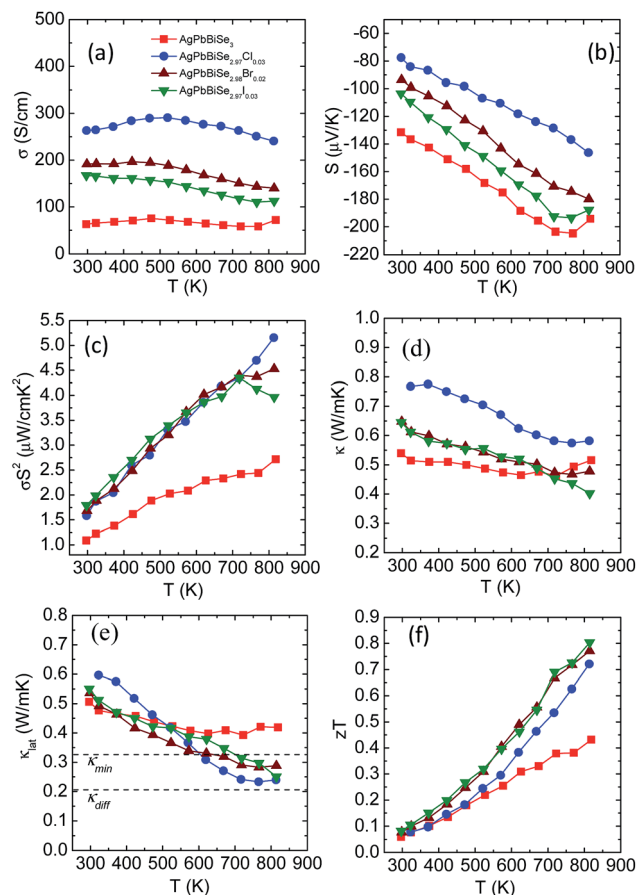 (a)
AgPbBiSe3
AgPbBiSe2.97Cl0.03
AgPbBiSe2.98Br0.02
AgPbBiSe2.97I0.03
500
400
300
200
100
0
σ (S/cm)
300 400 500 600 700 800 900
T (K)
(b)
-40
-60
-80
-100
-120
-140
-160
-180
-200
-220
S (μV/K)
300 400 500 600 700 800 900
T (K)
(c)
5.5
5.0
4.5
4.0
3.5
3.0
2.5
2.0
1.5
1.0
σS² (μW/cmK²)
300 400 500 600 700 800 900
T (K)
(d)
1.0
0.9
0.8
0.7
0.6
0.5
0.4
0.3
0.2
κ (W/mK)
300 400 500 600 700 800 900
T (K)
(e)
0.8
0.7
0.6
0.5
0.4
0.3
0.2
0.1
0.0
κlat (W/mK)
κmin
κdiff
300 400 500 600 700 800 900
T (K)
(f)
0.9
0.8
0.7
0.6
0.5
0.4
0.3
0.2
0.1
0.0
zT
300 400 500 600 700 800 900
T (K)